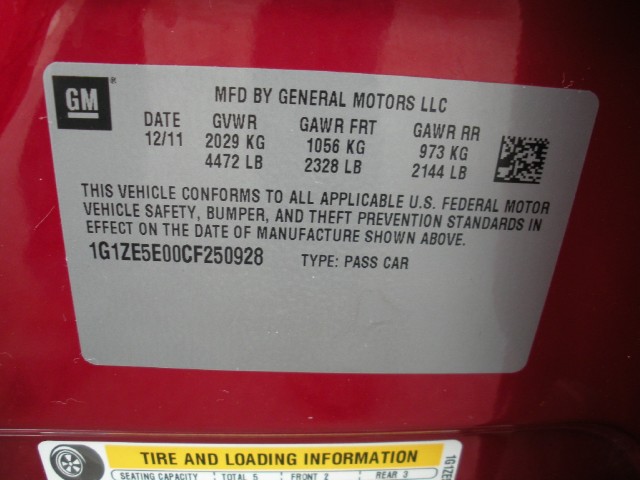 GM®
MFD BY GENERAL MOTORS LLC
DATE GVWR GAWR FRT GAWR RR
12/11 2029 KG 1056 KG 973 KG
4472 LB 2328 LB 2144 LB
THIS VEHICLE CONFORMS TO ALL APPLICABLE U.S. FEDERAL MOTOR
VEHICLE SAFETY, BUMPER, AND THEFT PREVENTION STANDARDS IN
EFFECT ON THE DATE OF MANUFACTURE SHOWN ABOVE.
1G1ZE5E00CF250928 TYPE: PASS CAR
TIRE AND LOADING INFORMATION
SEATING CAPACITY TOTAL 5 FRONT 2 REAR 3